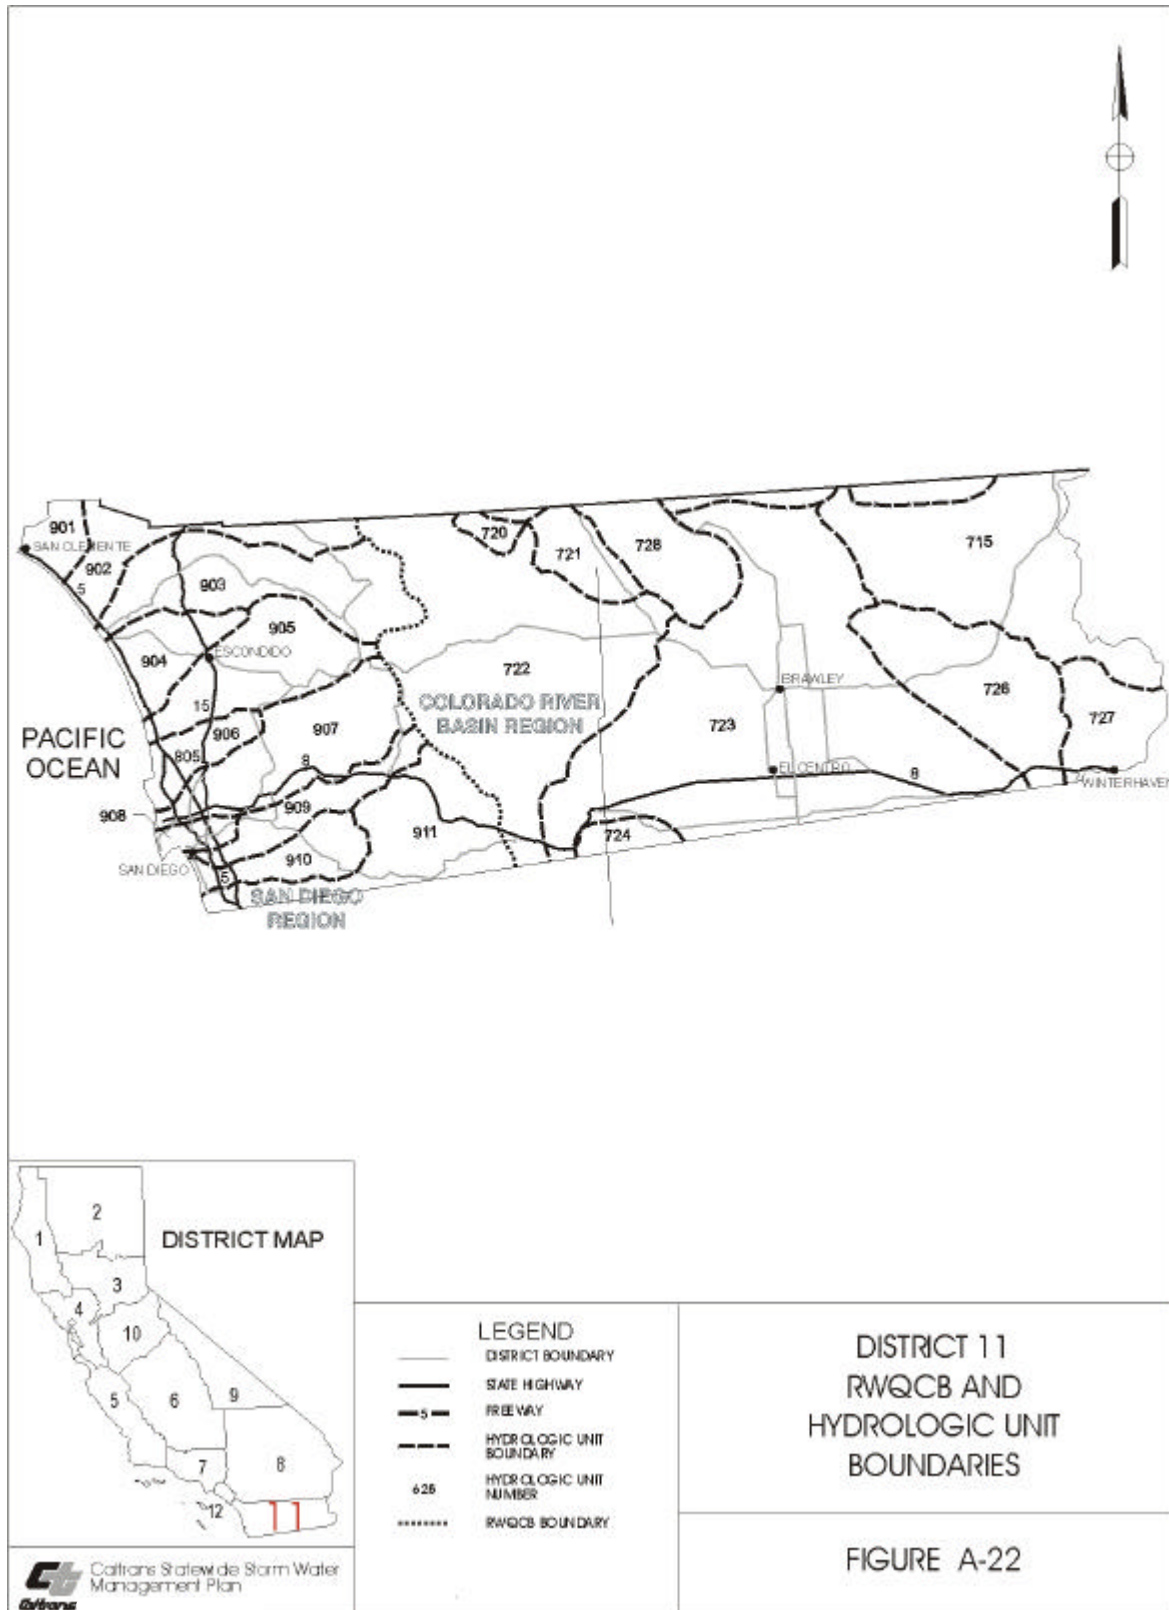 901
SAN CLEMENTE
902
5
903
905
904
ESCONDIDO
15
906
907
805
PACIFIC
OCEAN
8
908
909
911
910
SAN DIEGO
5
SAN DIEGO
REGION
720
721
728
715
722
COLORADO RIVER
BASIN REGION
723
BRAWLEY
726
727
EL CENTRO
8
WINTERHAVEN
724
DISTRICT MAP
1
2
3
4
10
5
6
9
7
8
12
11
LEGEND
DISTRICT BOUNDARY
STATE HIGHWAY
5
FREEWAY
HYDROLOGIC UNIT
BOUNDARY
628
HYDROLOGIC UNIT
NUMBER
RWQCB BOUNDARY
DISTRICT 11
RWQCB AND
HYDROLOGIC UNIT
BOUNDARIES
FIGURE A-22
Caltrans Statewide Storm Water
Management Plan
Caltrans